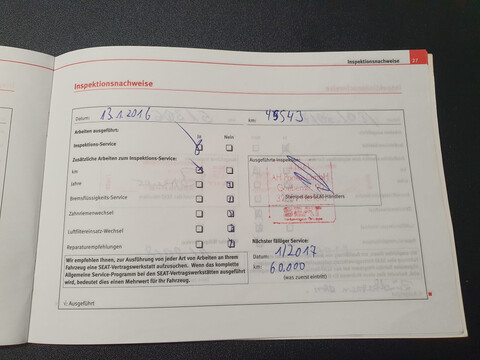 Inspektionsnachweise 27
Inspektionsnachweise
Datum: 13.1.2016 km: 45543
Arbeiten ausgeführt: Ja Nein
Inspektions-Service
Zusätzliche Arbeiten zum Inspektions-Service:
km
Jahre
Bremsflüssigkeits-Service
Zahnriemenwechsel
Luftfiltereinsatz-Wechsel
Reparaturempfehlungen
Ausgeführte Inspektion
Stempel des SEAT-Händlers
Nächster fälliger Service:
Datum: 1/2017
km: 60.000
(was zuerst eintritt)
Wir empfehlen Ihnen, zur Ausführung von jeder Art von Arbeiten an Ihrem
Fahrzeug eine SEAT-Vertragswerkstatt aufzusuchen. Wenn das komplette
Allgemeine Service-Programm bei den SEAT-Vertragswerkstätten ausgeführt
wird, bedeutet dies einen Mehrwert für Ihr Fahrzeug.
√: Ausgeführt